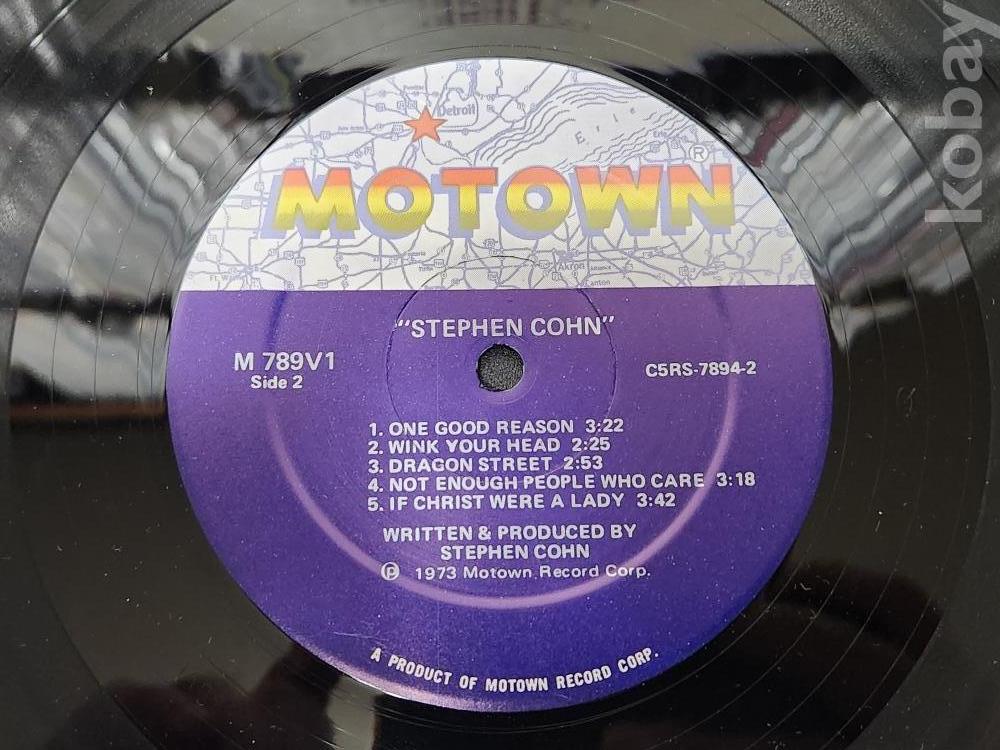 Detroit
Erie
MOTOWN®
Akron
Canton
"STEPHEN COHN"
M 789V1
Side 2
C5RS-7894-2
1. ONE GOOD REASON 3:22
2. WINK YOUR HEAD 2:25
3. DRAGON STREET 2:53
4. NOT ENOUGH PEOPLE WHO CARE 3:18
5. IF CHRIST WERE A LADY 3:42
WRITTEN & PRODUCED BY
STEPHEN COHN
℗ 1973 Motown Record Corp.
A PRODUCT OF MOTOWN RECORD CORP.
kobay